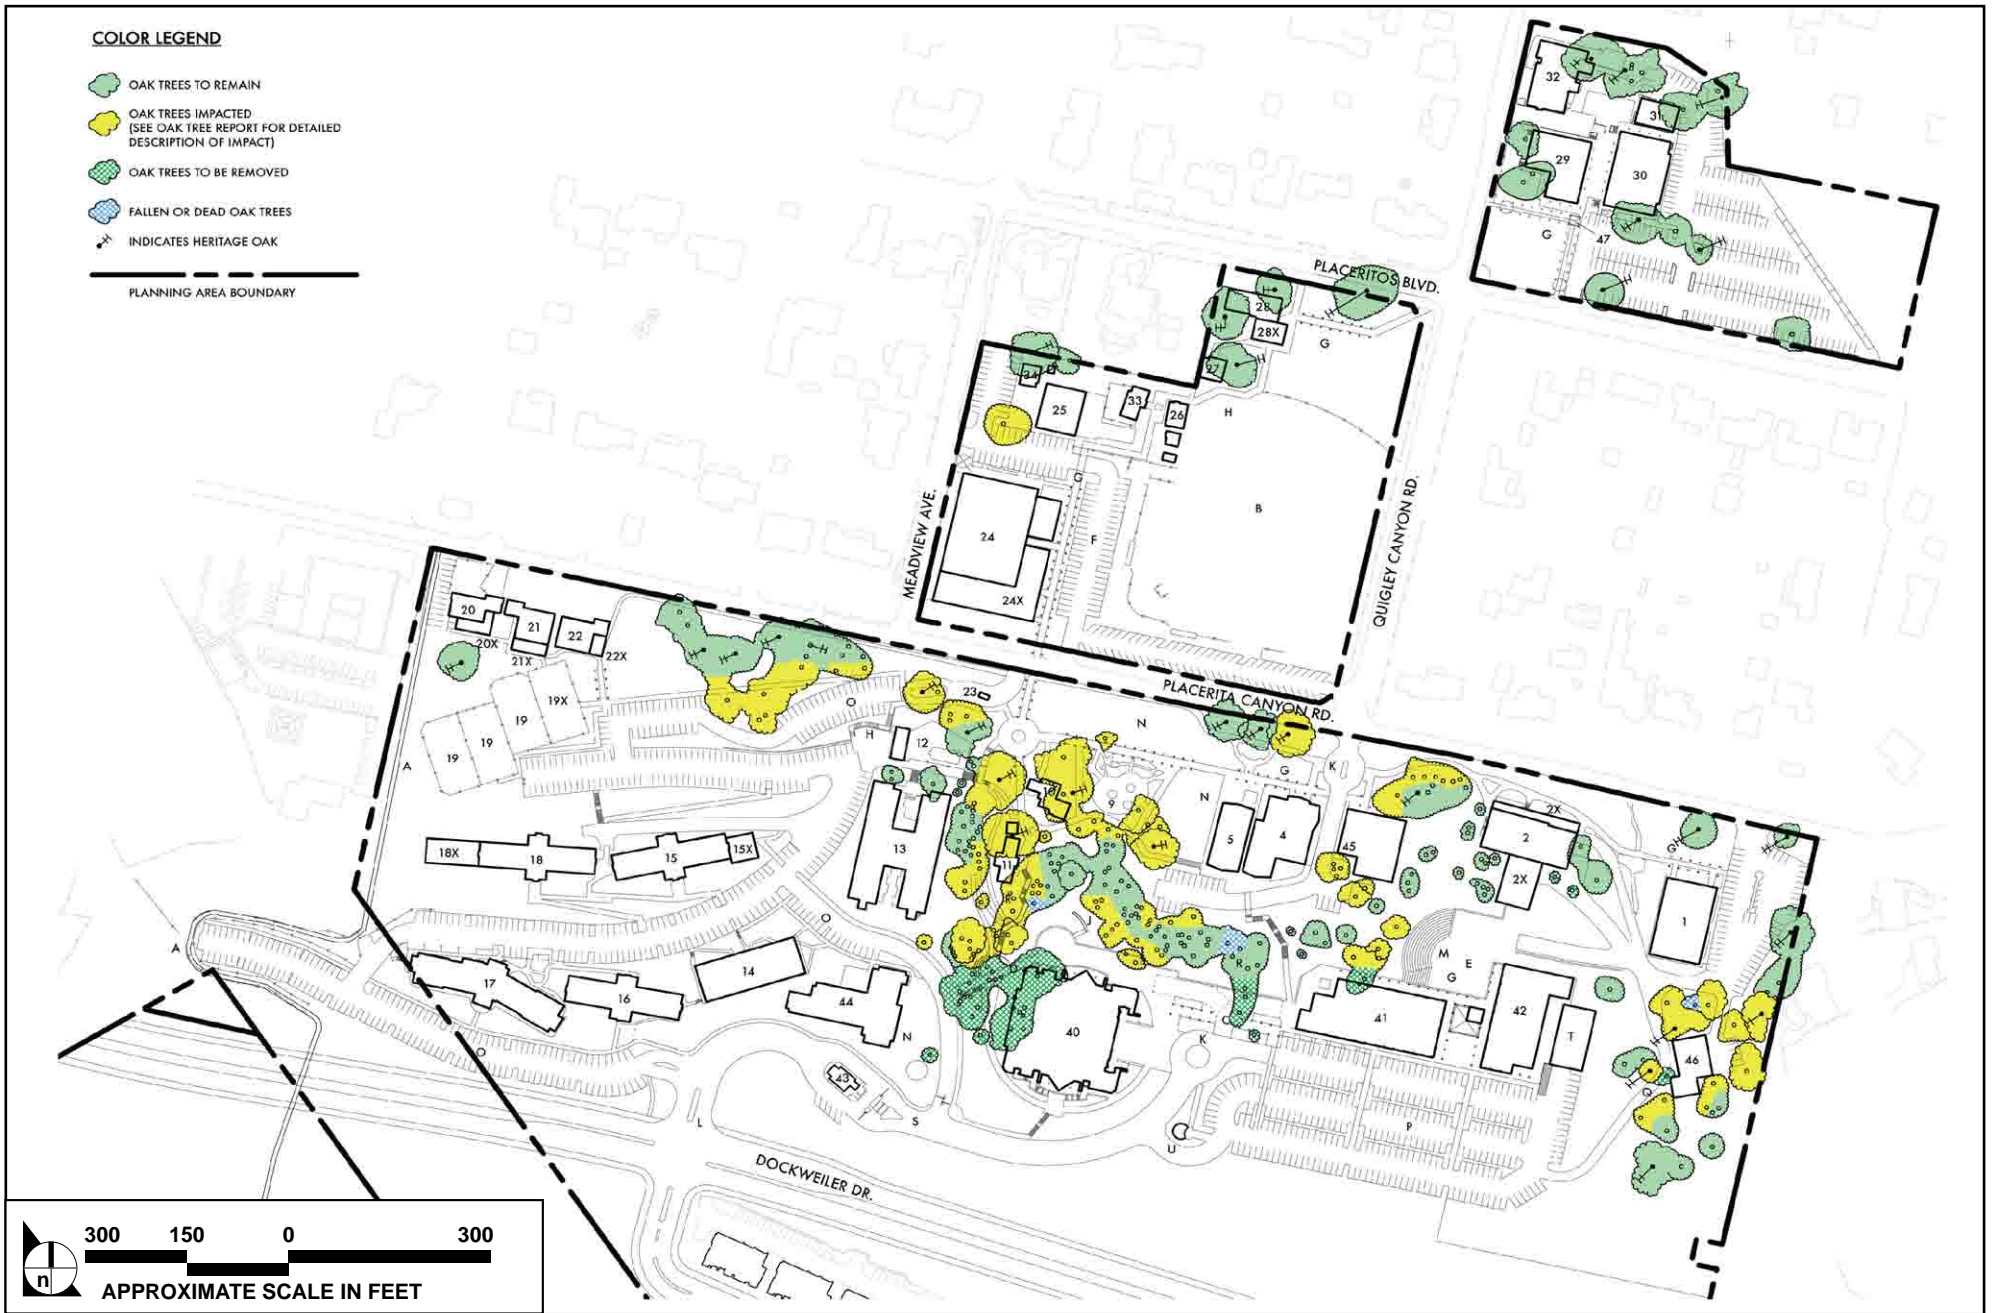 COLOR LEGEND
OAK TREES TO REMAIN
OAK TREES IMPACTED
(SEE OAK TREE REPORT FOR DETAILED
DESCRIPTION OF IMPACT)
OAK TREES TO BE REMOVED
FALLEN OR DEAD OAK TREES
INDICATES HERITAGE OAK
PLANNING AREA BOUNDARY
32
31
29
30
G
47
PLACERITOS BLVD.
28
28X
G
27
H
34
D
25
33
26
G
24
F
B
24X
MEADVIEW AVE.
QUIGLEY CANYON RD.
PLACERITA CANYON RD.
20
20X
21
21X
22
22X
19X
19
19
19
A
O
23
H
12
N
G
K
10
9
N
5
4
45
2X
2
2X
G
1
18X
18
15
15X
13
11
O
J
M
E
G
A
17
16
14
44
N
40
R
K
41
42
T
46
Q
O
43
S
L
U
P
DOCKWEILER DR.
300 150 0 300
n
APPROXIMATE SCALE IN FEET